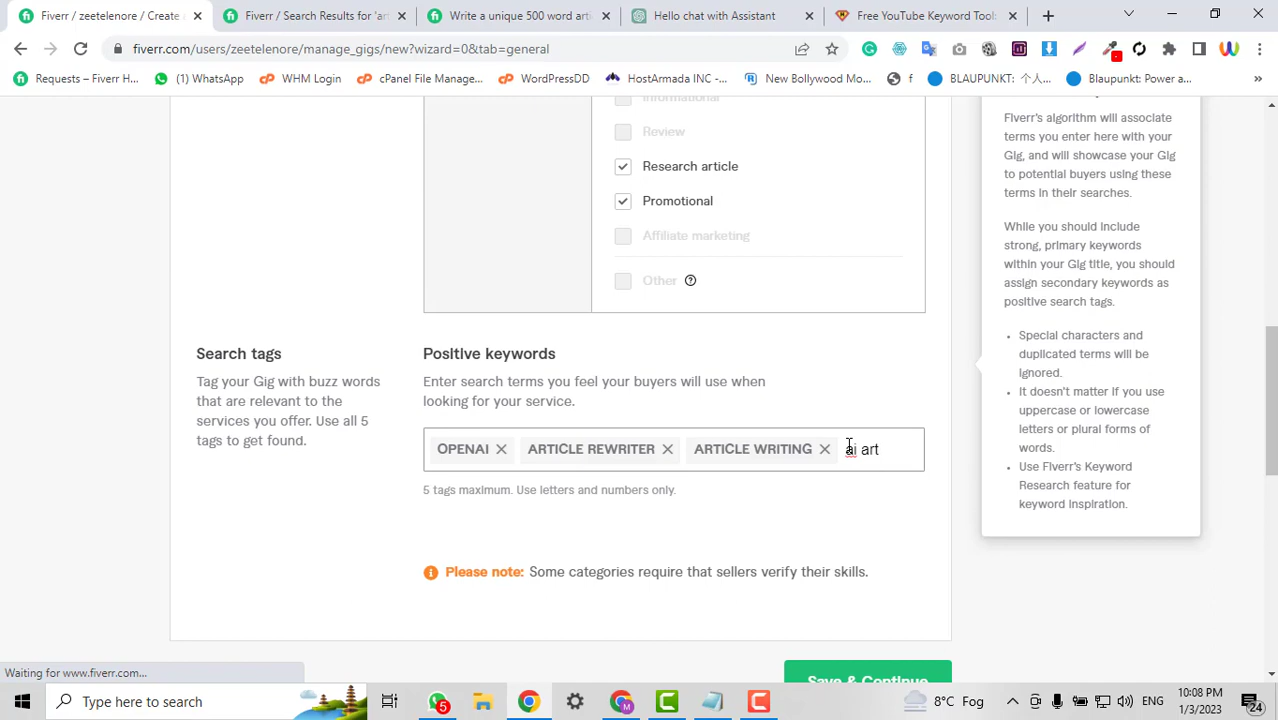 Fiverr / zeetelenore / Create /
Fiverr / Search Results for 'ar
Write a unique 500 word article
Hello chat Assistant
Free YouTube Keyword Tool:
fiverr.com/users/zeetelenore/manage_gigs/new?wizard=0&tab=general
Requests – Fiverr H...
(1) WhatsApp
WHM Login
cPanel File Manage...
WordPressDD
HostArmada INC -...
New Bollywood Mo...
f
BLAUPUNKT: 个人...
Blaupunkt: Power a...
»
Informational
Review
Research article
Promotional
Affiliate marketing
Other
Search tags
Tag your Gig with buzz words
that are relevant to the
services you offer. Use all 5
tags to get found.
Positive keywords
Enter search terms you feel your buyers will use when
looking for your service.
OPENAI
ARTICLE REWRITER
ARTICLE WRITING
ai art
5 tags maximum. Use letters and numbers only.
Please note: Some categories require that sellers verify their skills.
Save & Continue
Fiverr's algorithm will associate
terms you enter here with your
Gig, and will showcase your Gig
to potential buyers using these
terms in their searches.
While you should include
strong, primary keywords
within your Gig title, you should
assign secondary keywords as
positive search tags.
Special characters and
duplicated terms will be
ignored.
It doesn't matter if you use
uppercase or lowercase
letters or plural forms of
words.
Use Fiverr's Keyword
Research feature for
keyword inspiration.
Waiting for www.fiverr.com...
Type here to search
5
8°C Fog
ENG
10:08 PM
1/3/2023
24